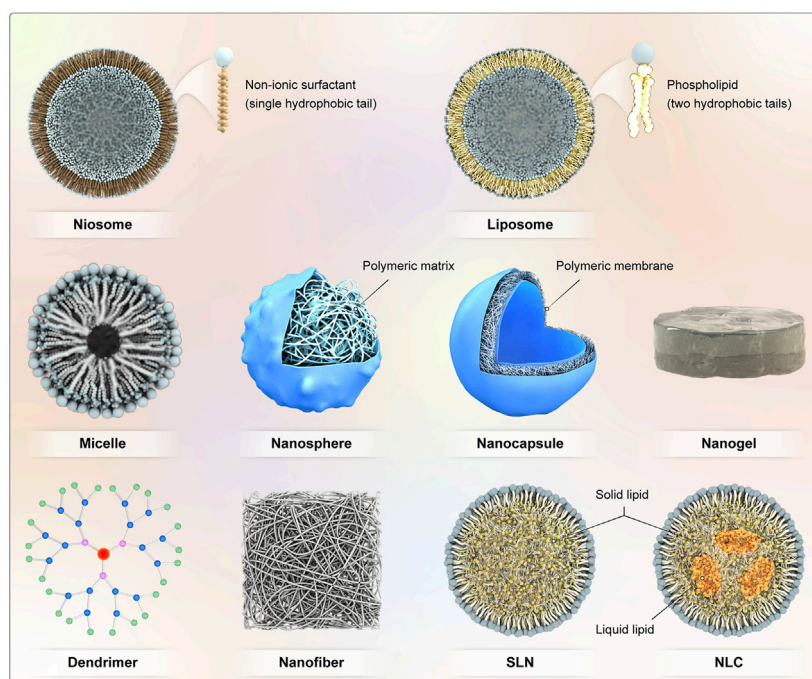 Non-ionic surfactant
(single hydrophobic tail)
Phospholipid
(two hydrophobic tails)
Niosome
Liposome
Polymeric matrix
Polymeric membrane
Micelle
Nanosphere
Nanocapsule
Nanogel
Solid lipid
Liquid lipid
Dendrimer
Nanofiber
SLN
NLC